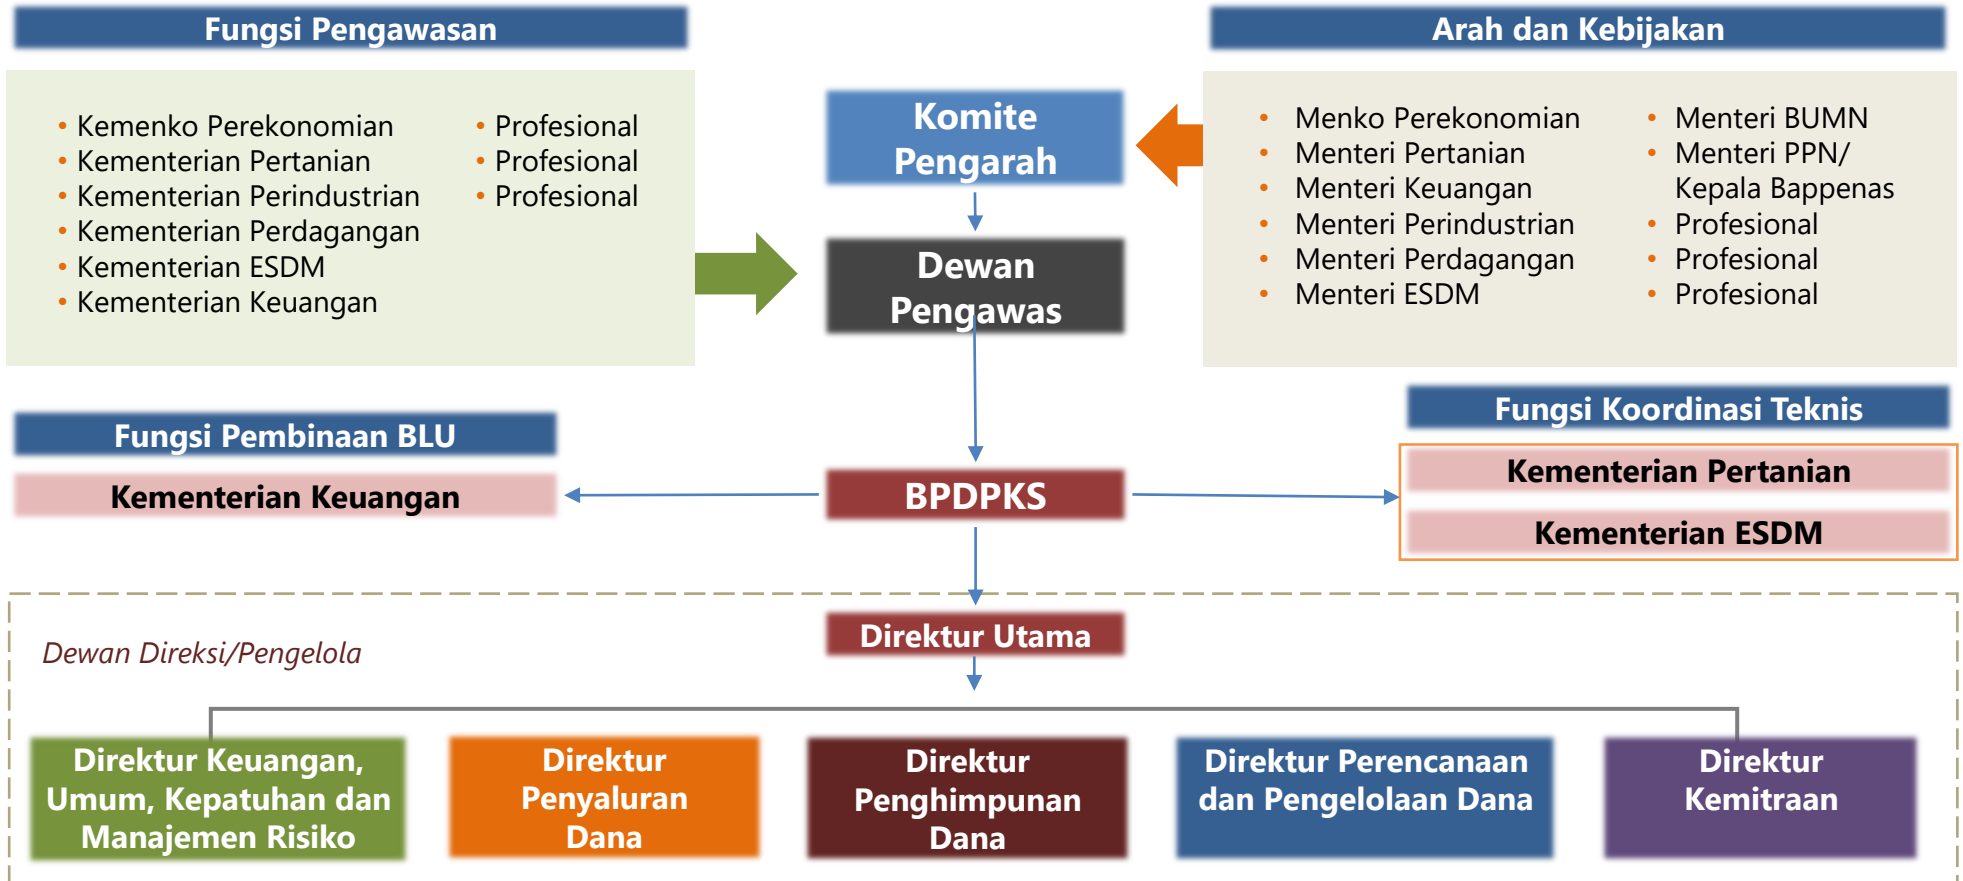 Fungsi Pengawasan
• Kemenko Perekonomian
• Kementerian Pertanian
• Kementerian Perindustrian
• Kementerian Perdagangan
• Kementerian ESDM
• Kementerian Keuangan
• Profesional
• Profesional
• Profesional
Komite
Pengarah
Dewan
Pengawas
Arah dan Kebijakan
• Menko Perekonomian
• Menteri Pertanian
• Menteri Keuangan
• Menteri Perindustrian
• Menteri Perdagangan
• Menteri ESDM
• Menteri BUMN
• Menteri PPN/
Kepala Bappenas
• Profesional
• Profesional
• Profesional
Fungsi Pembinaan BLU
Kementerian Keuangan
BPDPKS
Fungsi Koordinasi Teknis
Kementerian Pertanian
Kementerian ESDM
Dewan Direksi/Pengelola
Direktur Utama
Direktur Keuangan,
Umum, Kepatuhan dan
Manajemen Risiko
Direktur
Penyaluran
Dana
Direktur
Penghimpunan
Dana
Direktur Perencanaan
dan Pengelolaan Dana
Direktur
Kemitraan